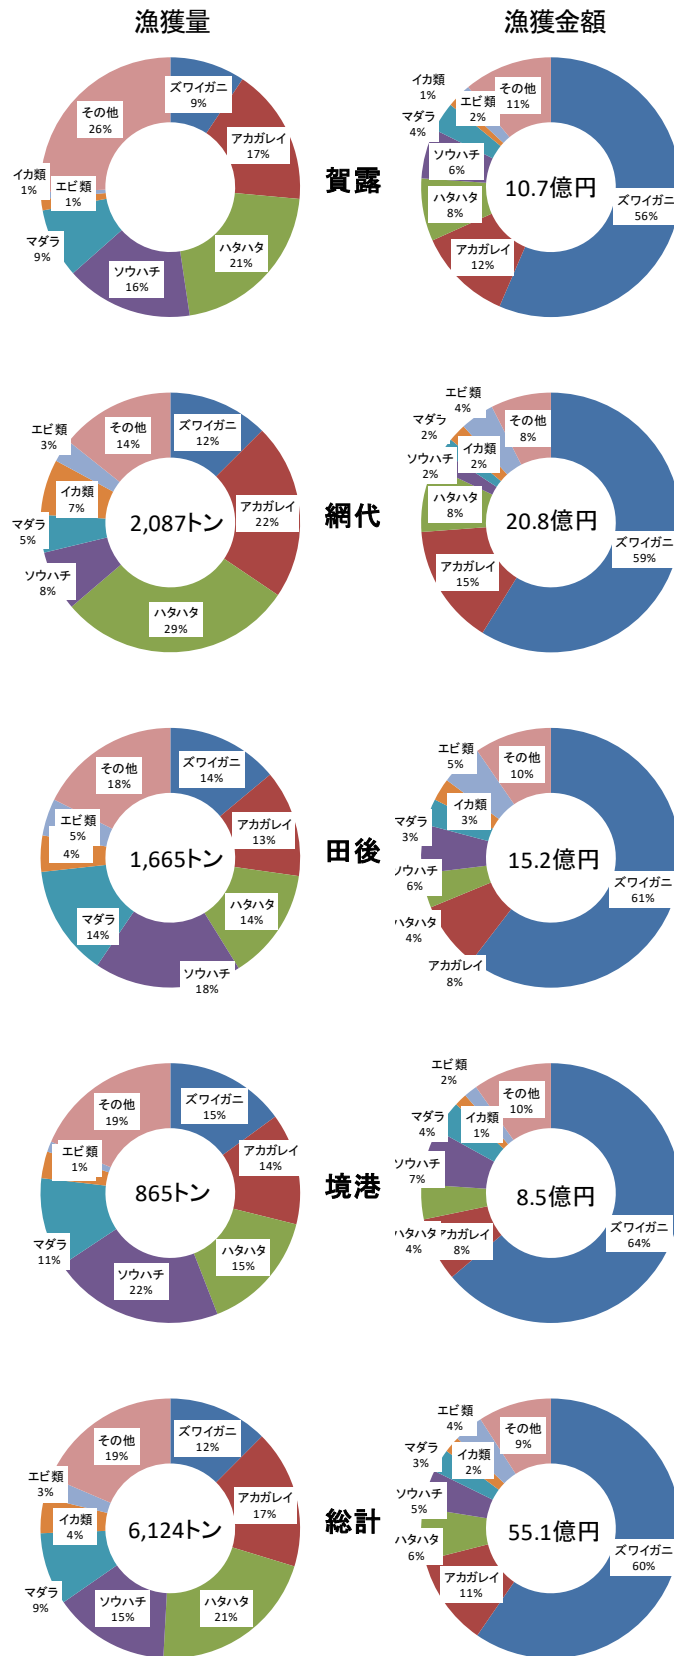 漁獲量
漁獲金額
ズワイガニ
9%
アカガレイ
17%
ハタハタ
21%
ソウハチ
16%
マダラ
9%
イカ類
1%
エビ類
1%
その他
26%
賀露
10.7億円
ズワイガニ
56%
アカガレイ
12%
ハタハタ
8%
ソウハチ
6%
マダラ
4%
イカ類
1%
エビ類
2%
その他
11%
2,087トン
ズワイガニ
12%
アカガレイ
22%
ハタハタ
29%
ソウハチ
8%
マダラ
5%
イカ類
7%
エビ類
3%
その他
14%
網代
20.8億円
ズワイガニ
59%
アカガレイ
15%
ハタハタ
8%
ソウハチ
2%
マダラ
2%
イカ類
2%
エビ類
4%
その他
8%
1,665トン
ズワイガニ
14%
アカガレイ
13%
ハタハタ
14%
ソウハチ
18%
マダラ
14%
4%
エビ類
5%
その他
18%
田後
15.2億円
ズワイガニ
61%
アカガレイ
8%
ハタハタ
4%
ソウハチ
6%
マダラ
3%
イカ類
3%
エビ類
5%
その他
10%
865トン
ズワイガニ
15%
アカガレイ
14%
ハタハタ
15%
ソウハチ
22%
マダラ
11%
エビ類
1%
その他
19%
境港
8.5億円
ズワイガニ
64%
アカガレイ
8%
ハタハタ
4%
ソウハチ
7%
マダラ
4%
イカ類
1%
エビ類
2%
その他
10%
6,124トン
ズワイガニ
12%
アカガレイ
17%
ハタハタ
21%
ソウハチ
15%
マダラ
9%
イカ類
4%
エビ類
3%
その他
19%
総計
55.1億円
ズワイガニ
60%
アカガレイ
11%
ハタハタ
6%
ソウハチ
5%
マダラ
3%
イカ類
2%
エビ類
4%
その他
9%